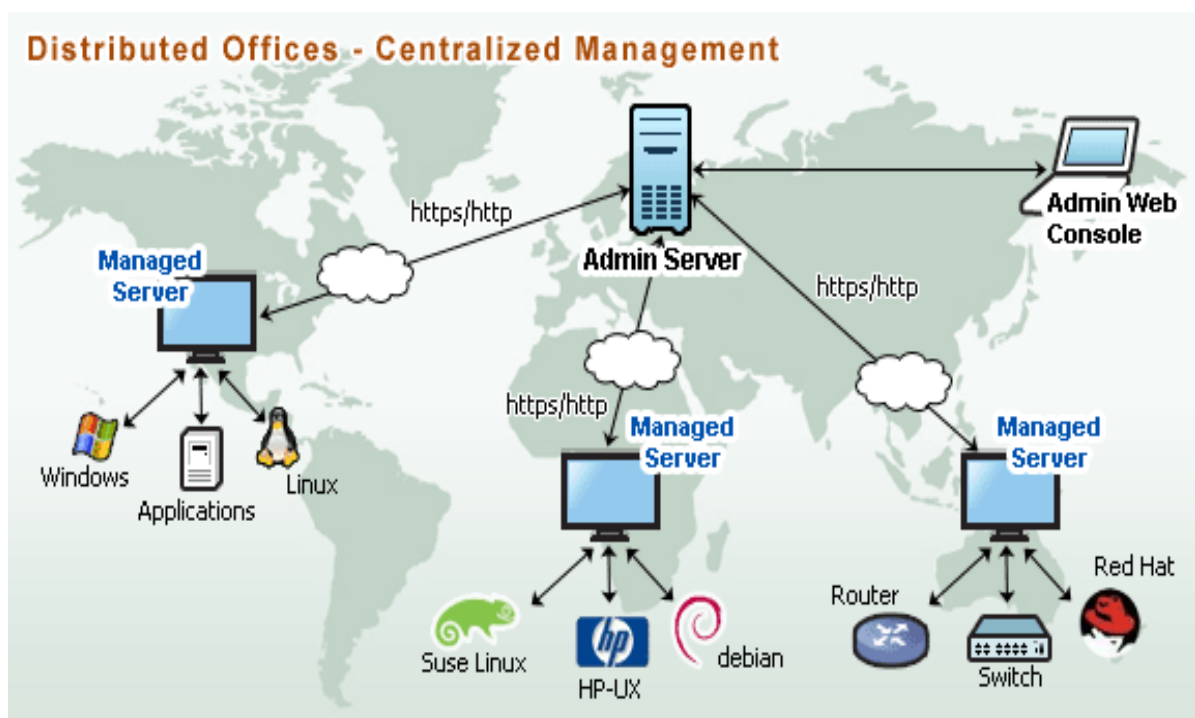 Distributed Offices - Centralized Management
https/http
Admin Server
Admin Web
Console
Managed
Server
https/http
https/http
Windows
Applications
Linux
Managed
Server
Managed
Server
Suse Linux
hp
HP-UX
debian
Router
Switch
Red Hat